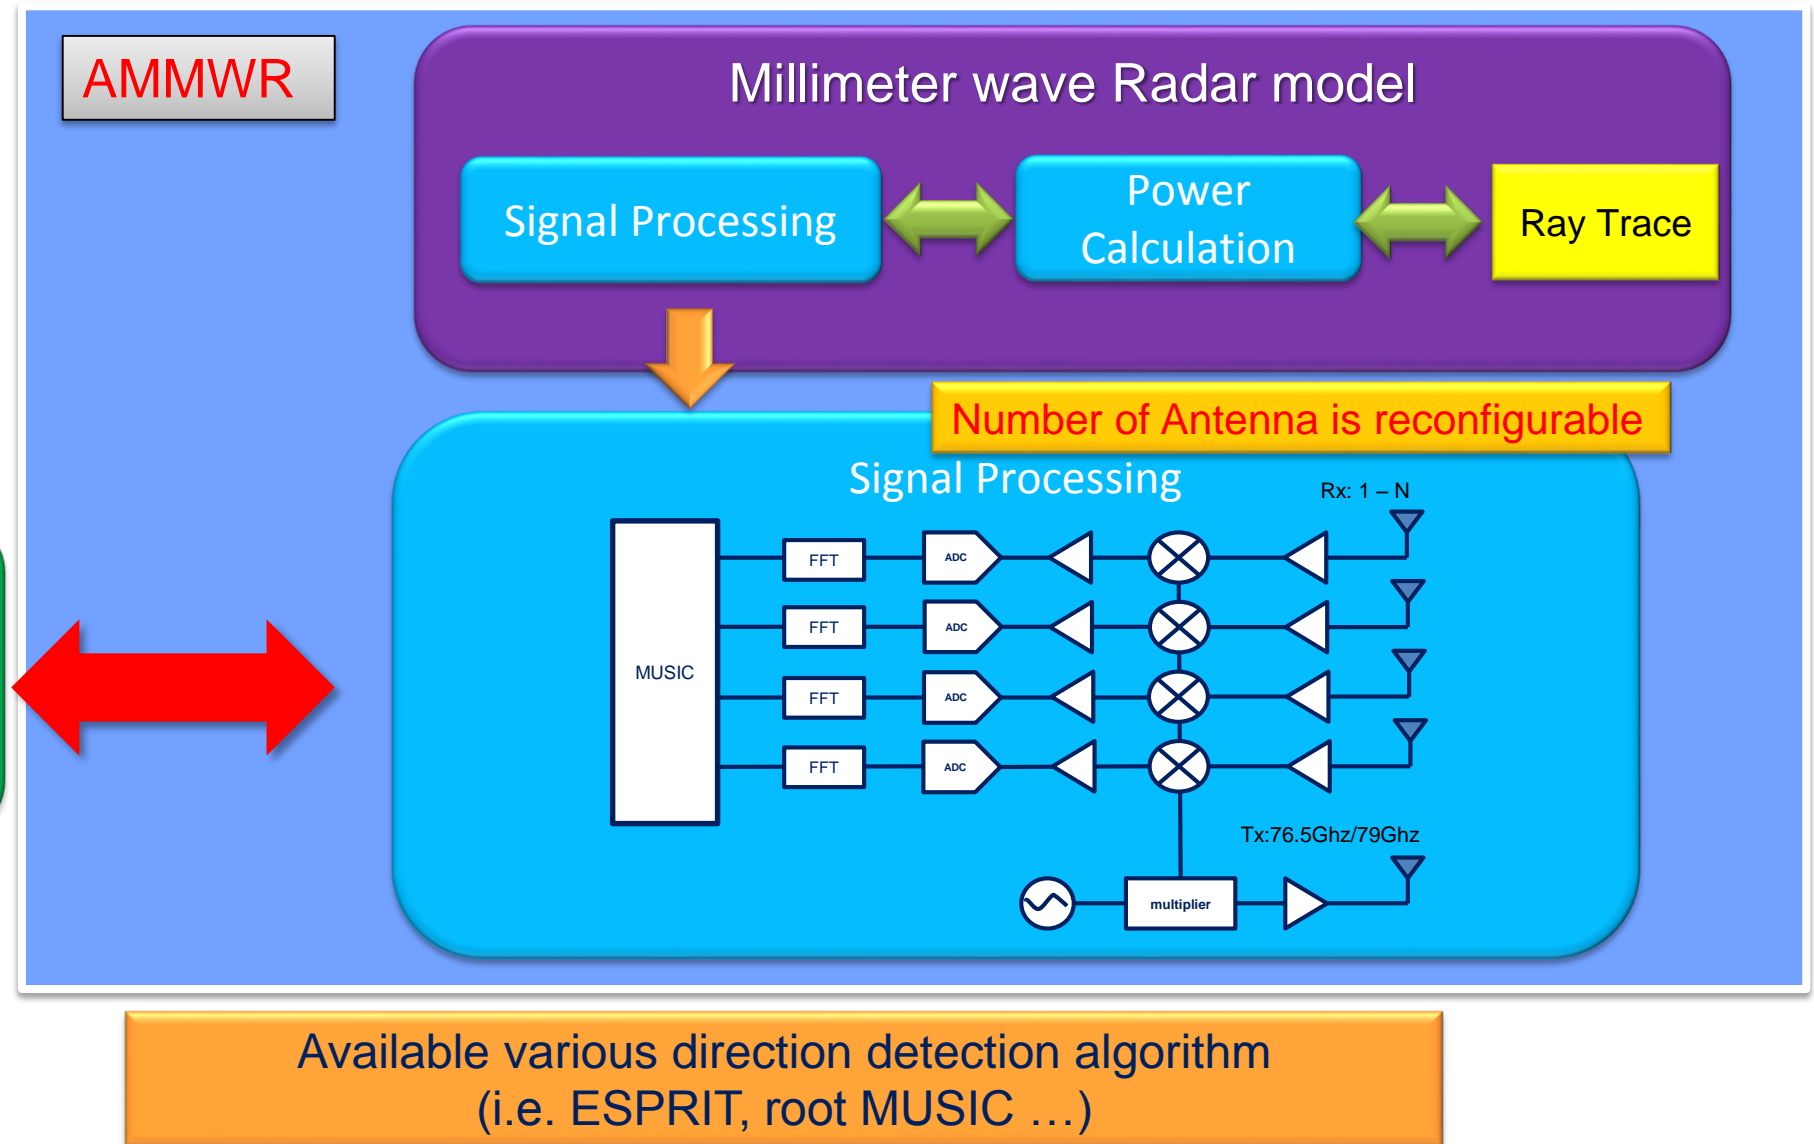 AMMWR
Millimeter wave Radar model
Signal Processing
Power
Calculation
Ray Trace
Number of Antenna is reconfigurable
Signal Processing
Rx: 1 – N
MUSIC
FFT
ADC
FFT
ADC
FFT
ADC
FFT
ADC
Tx:76.5Ghz/79Ghz
multiplier
Available various direction detection algorithm
(i.e. ESPRIT, root MUSIC …)